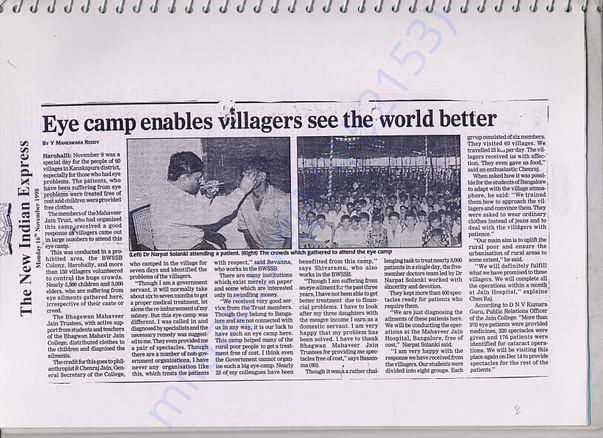 The New Indian Express
Monday 16th November 1998
Eye camp enables villagers see the world better
BY Y MAHESWARA REDDY
Harohalli: November 9 was a
special day for the people of 60
villages in Kanakapura district,
especially for those who had eye
problems. The patients, who
have been suffering from eye
problems were treated free of
cost and children were provided
free clothes.
The members of the Mahaveer
Jain Trust, who had organised
this camp, received a good
response as villagers came out
in large numbers to attend this
eye camp.
This was conducted in a pro-
hibited area, the BWSSB
Colony, Harohally, and more
than 150 villagers volunteered
to control the huge crowds.
Nearly 5,500 children and 3,000
elders, who are suffering from
eye ailments gathered here,
irrespective of their caste or
creed.
The Bhagawan Mahaveer
Jain Trustees, with active sup-
port from students and teachers
of the Bhagwan Mahavir Jain
College, distributed clothes to
the children and diagnosed the
ailments.
The credit for this goes to phil-
anthropist R Chenraj Jain, Gen-
eral Secretary of the College,
(Left) Dr Narpat Solanki attending a patient. (Right) The crowds which gathered to attend the eye camp
who camped in the village for
seven days and identified the
problems of the villagers.
"Though I am a government
servant, it will normally take
about six to seven months to get
a proper medical treatment, let
alone the reimbursement of my
money. But this eye-camp was
different. I was called in and
diagnosed by specialists and the
necessary remedy was suggest-
ed to me. They even provided me
a pair of spectacles. Though
there are a number of non-gov-
ernment organisations, I have
never any organisation like
this, which treats the patients
with respect," said Revanna,
who works in the BWSSB.
There are many institutions
which exist merely on paper
and some which are interested
only in swindling money.
"We received very good ser-
vice from the Trust members.
Though they belong to Banga-
lore and are not connected with
us in any way, it is our luck to
have such an eye camp here.
This camp helped many of the
rural poor people to get a treat-
ment free of cost. I think even
the Government cannot organ-
ise such a big eye-camp. Nearly
25 of my colleagues have been
benefitted from this camp,"
says Shivaramu, who also
works in the BWSSB.
"Though I am suffering from
an eye ailment for the past three
years, I have not been able to get
better treatment due to finan-
cial problems. I have to look
after my three daughters with
the meagre income I earn as
domestic servant. I am very
happy that my problem has
been solved. I have to thank
Bhagwan Mahaveer Jain
Trustees for providing me spec-
tacles free of cost," says Basam-
ma (80).
Though it was a rather chal-
lenging task to treat nearly 3,000
patients in a single day, the five-
member doctors team led by Dr
Narpath Solanki worked with
sincerity and devotion.
They kept more than 400 spec-
tacles ready for patients who
require them.
"We are just diagnosing the
ailments of these patients here.
We will be conducting the oper-
ations at the Mahaveer Jain
Hospital, Bangalore, free of
cost," Narpat Solanki said.
"I am very happy with the
response we have received from
the villagers. Our students were
divided into eight groups. Each
group consisted of six members.
They visited 60 villages. We
travelled 25 per day. The vil-
lagers received us with affec-
tion. They even gave us food,"
said an enthusiastic Chenraj.
When asked how it was possi-
ble for the students of Bangalore
to adapt with the village atmos-
phere, he said: "We trained
them how to approach the vil-
lagers and convince them. They
were asked to wear ordinary
clothes instead of jeans and to
deal with the villagers with
patience."
"Our main aim is to uplift the
rural poor and ensure the
urbanisation of rural areas to
some extent," he said.
"We will definitely fulfill
what we have promised to these
villagers. We will complete all
the operations within a month
at Jain Hospital," explains
Chen Raj.
According to D N V Kumara
Guru, Public Relations Officer
of the Jain College: "More than
970 eye-patients were provided
medicines, 320 spectacles were
given and 176 patients were
identified for cataract opera-
tions. We will be visiting this
place again on Dec 14 to provide
spectacles for the rest of the
patients."